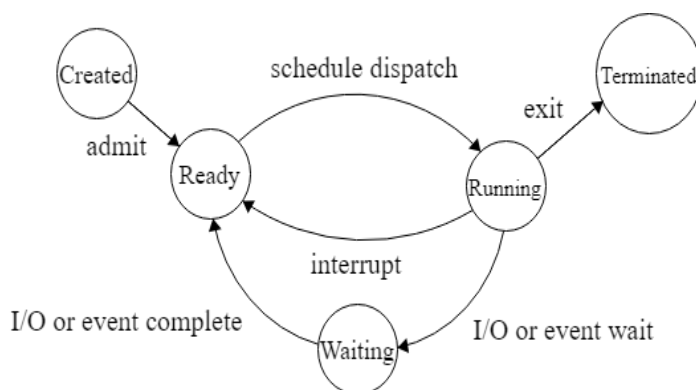 Created
schedule dispatch
Terminated
exit
admit
Ready
Running
interrupt
I/O or event complete
I/O or event wait
Waiting